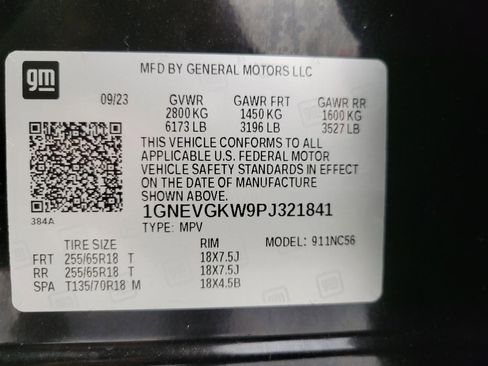 gm
MFD BY GENERAL MOTORS LLC
09/23 GVWR GAWR FRT GAWR RR
2800 KG 1450 KG 1600 KG
6173 LB 3196 LB 3527 LB
THIS VEHICLE CONFORMS TO ALL
APPLICABLE U.S. FEDERAL MOTOR
VEHICLE SAFETY STANDARDS IN EFFECT
ON THE DATE OF MANUFACTURE
SHOWN ABOVE.
384A
1GNEVGKW9PJ321841
TYPE: MPV MODEL: 911NC56
TIRE SIZE RIM
FRT 255/65R18 T 18X7.5J
RR 255/65R18 T 18X7.5J
SPA T135/70R18 M 18X4.5B